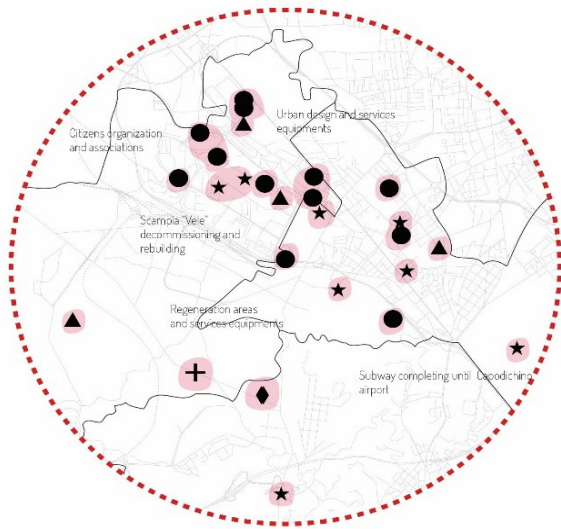 Urban design and services
equipments
Citizens organization
and associations
Scampia "Vele"
decommissioning and
rebuilding
Regeneration areas
and services equipments
Subway completing until Capodichino
airport